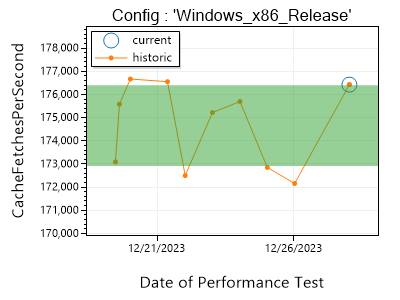 Config : 'Windows_x86_Release'
current
historic
178,000
177,000
176,000
175,000
174,000
173,000
172,000
171,000
170,000
CacheFetchesPerSecond
12/21/2023
12/26/2023
Date of Performance Test